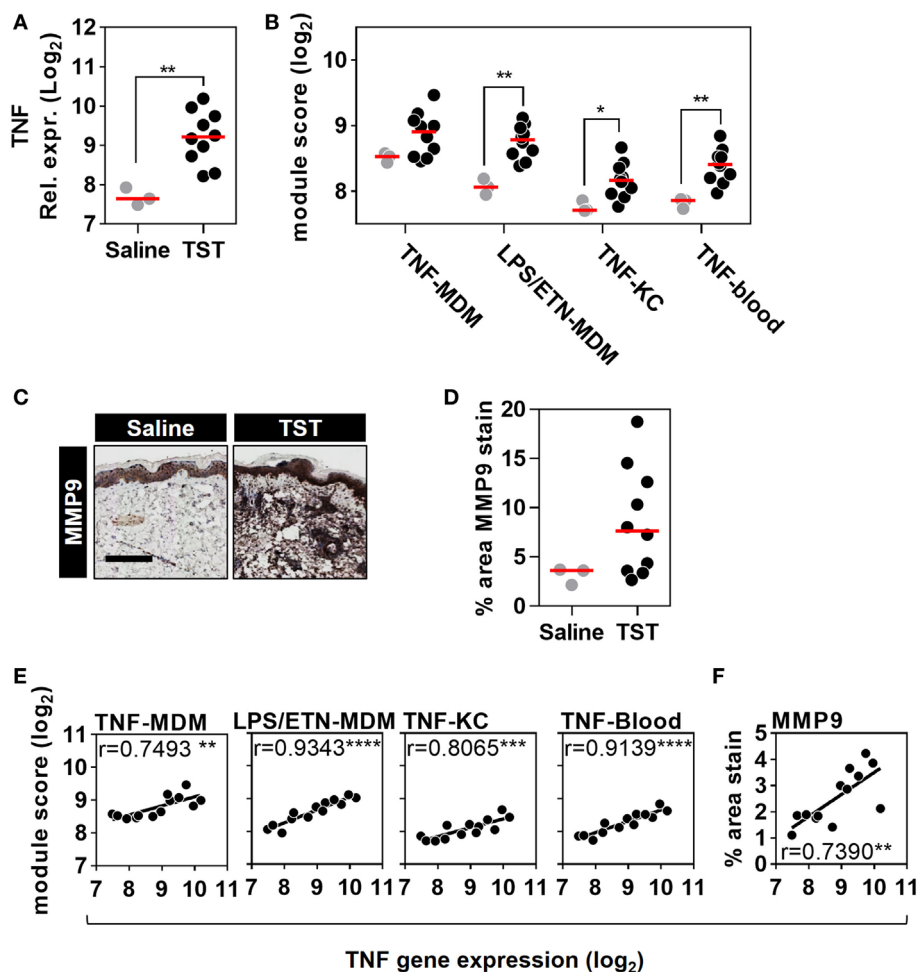 A
TNF
Rel. expr. (Log2)
12
11
10
9
8
7
**
Saline TST
B
module score (log2)
10
9
8
** * **
TNF-MDM
LPS/ETN-MDM
TNF-KC
TNF-blood
C
Saline TST
MMP9
D
% area MMP9 stain
20
15
10
5
0
Saline TST
E
module score (log2)
11
10
9
8
7
TNF-MDM
r=0.7493 **
7 8 9 10 11
LPS/ETN-MDM
r=0.9343****
7 8 9 10 11
TNF-KC
r=0.8065***
7 8 9 10 11
TNF-Blood
r=0.9139****
7 8 9 10 11
F
MMP9
% area stain
5
4
3
2
1
0
r=0.7390**
7 8 9 10 11
TNF gene expression (log2)